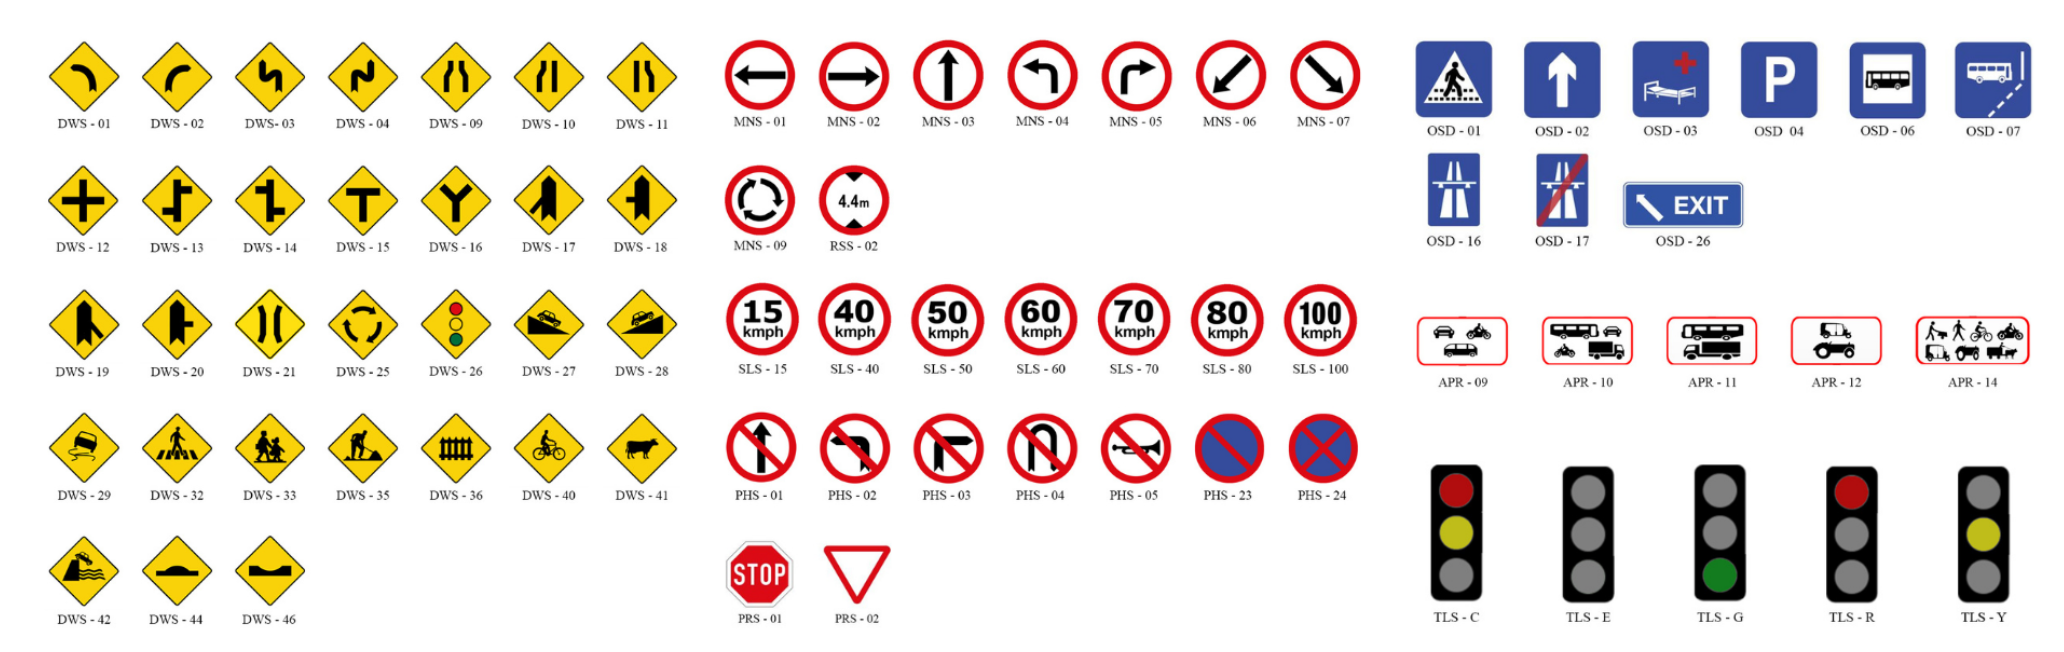 DWS - 01 DWS - 02 DWS- 03 DWS - 04 DWS - 09 DWS - 10 DWS - 11
DWS - 12 DWS - 13 DWS - 14 DWS - 15 DWS - 16 DWS - 17 DWS - 18
DWS - 19 DWS - 20 DWS - 21 DWS - 25 DWS - 26 DWS - 27 DWS - 28
DWS - 29 DWS - 32 DWS - 33 DWS - 35 DWS - 36 DWS - 40 DWS - 41
DWS - 42 DWS - 44 DWS - 46
MNS - 01 MNS - 02 MNS - 03 MNS - 04 MNS - 05 MNS - 06 MNS - 07
4.4m
MNS - 09 RSS - 02
15 40 50 60 70 80 100
kmph kmph kmph kmph kmph kmph kmph
SLS - 15 SLS - 40 SLS - 50 SLS - 60 SLS - 70 SLS - 80 SLS - 100
PHS - 01 PHS - 02 PHS - 03 PHS - 04 PHS - 05 PHS - 23 PHS - 24
STOP
PRS - 01 PRS - 02
P
OSD - 01 OSD - 02 OSD - 03 OSD 04 OSD - 06 OSD - 07
EXIT
OSD - 16 OSD - 17 OSD - 26
APR - 09 APR - 10 APR - 11 APR - 12 APR - 14
TLS - C TLS - E TLS - G TLS - R TLS - Y